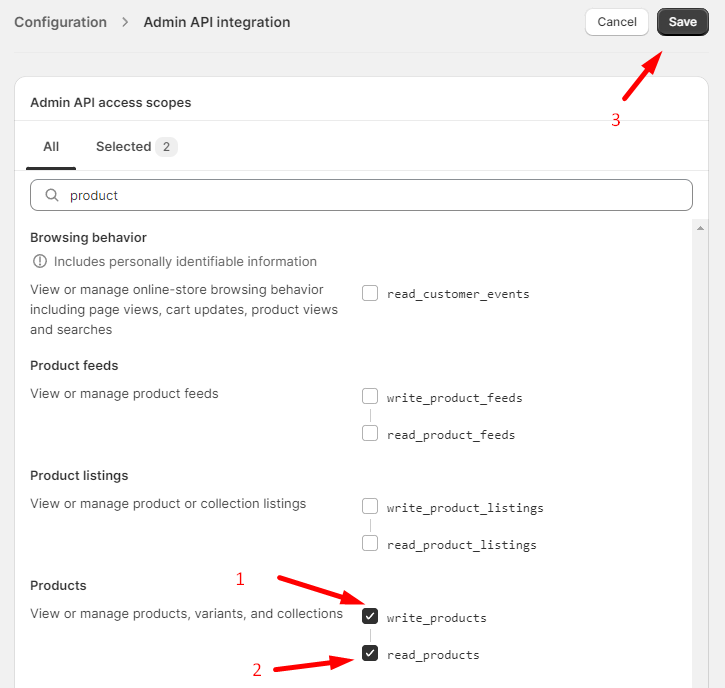 Configuration > Admin API integration
Cancel
Save
3
Admin API access scopes
All
Selected 2
product
Browsing behavior
Includes personally identifiable information
View or manage online-store browsing behavior
including page views, cart updates, product views
and searches
read_customer_events
Product feeds
View or manage product feeds
write_product_feeds
read_product_feeds
Product listings
View or manage product or collection listings
write_product_listings
read_product_listings
Products
1
View or manage products, variants, and collections
write_products
2
read_products